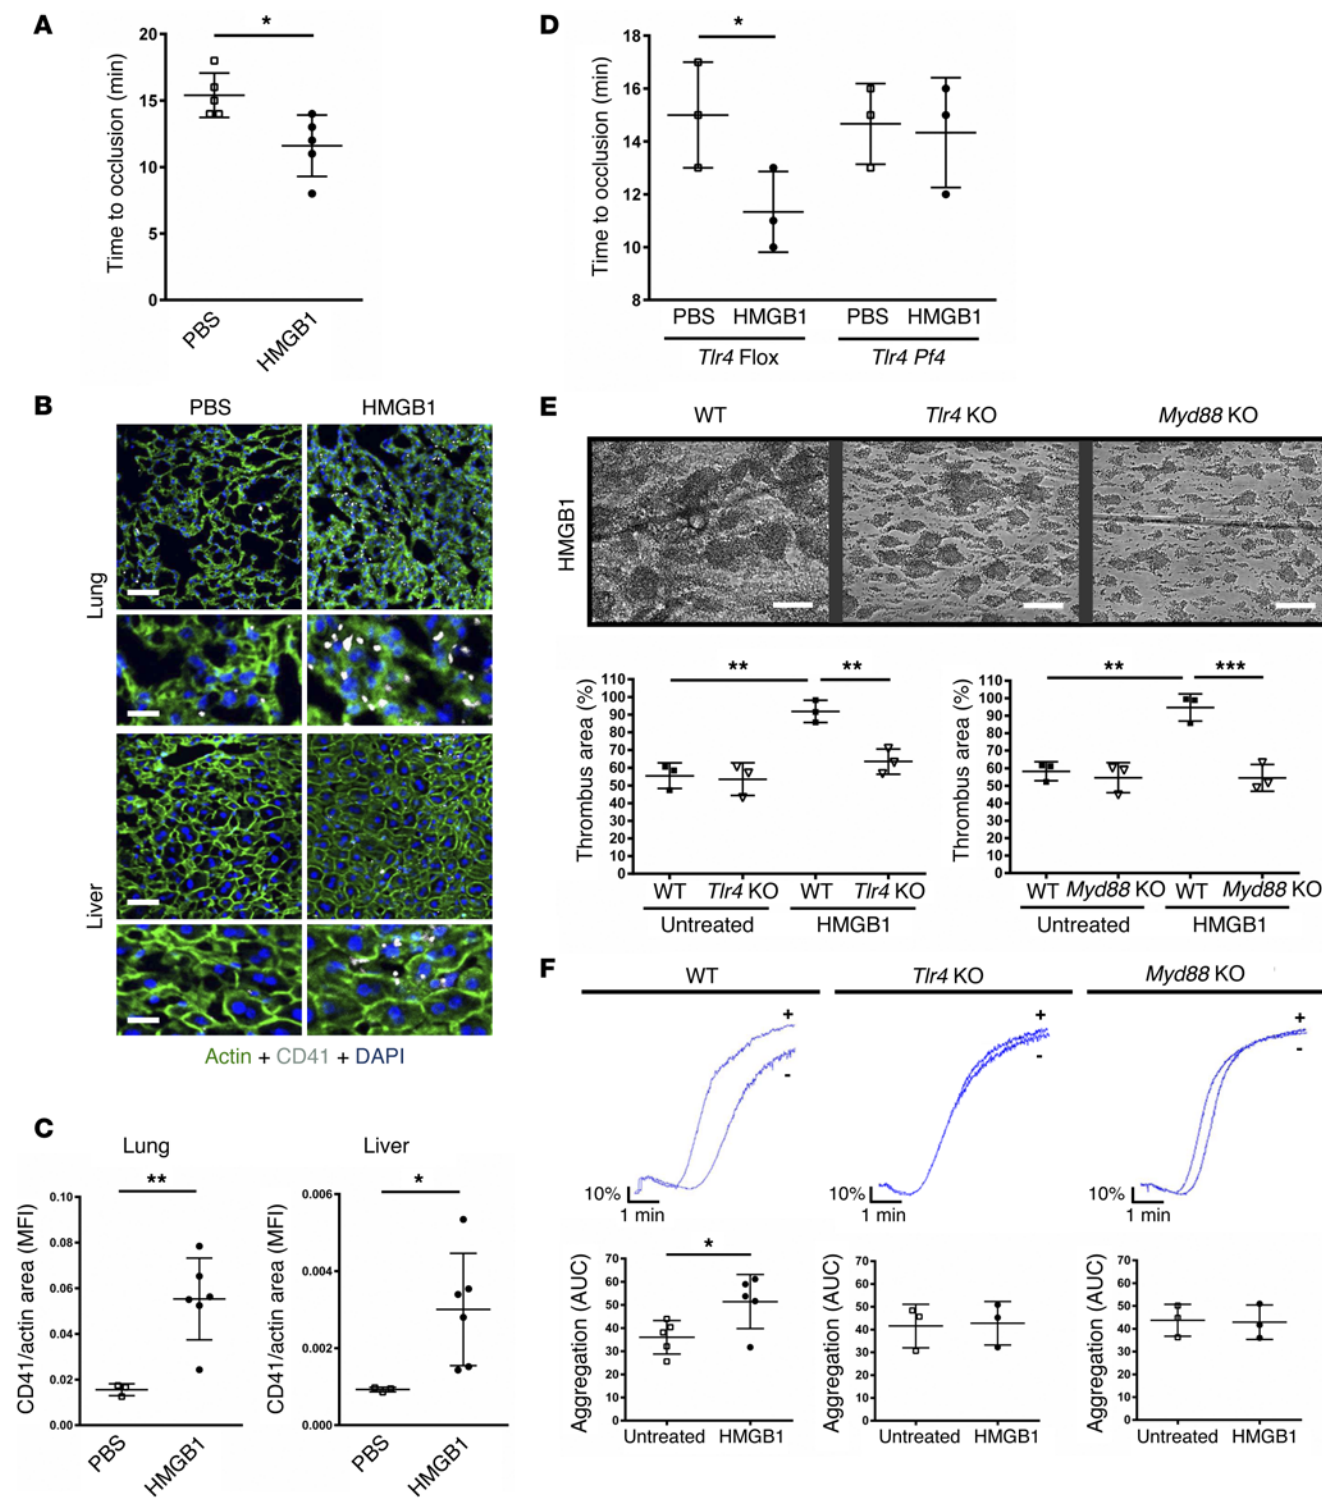 A
Time to occlusion (min)
20
15
10
5
0
*
PBS
HMGB1
D
Time to occlusion (min)
18
16
14
12
10
8
*
PBS HMGB1 PBS HMGB1
Tlr4 Flox Tlr4 Pf4
B
PBS HMGB1
Lung
Liver
Actin + CD41 + DAPI
C
Lung
CD41/actin area (MFI)
0.10
0.08
0.06
0.04
0.02
0.00
**
PBS
HMGB1
Liver
CD41/actin area (MFI)
0.006
0.004
0.002
0.000
*
PBS
HMGB1
E
WT Tlr4 KO Myd88 KO
HMGB1
Thrombus area (%)
110
100
90
80
70
60
50
40
30
20
10
0
** **
WT Tlr4 KO WT Tlr4 KO
Untreated HMGB1
Thrombus area (%)
110
100
90
80
70
60
50
40
30
20
10
0
** ***
WT Myd88 KO WT Myd88 KO
Untreated HMGB1
F
WT Tlr4 KO Myd88 KO
+
-
10%
1 min
+
-
10%
1 min
+
-
10%
1 min
Aggregation (AUC)
70
60
50
40
30
20
10
0
*
Untreated HMGB1
Aggregation (AUC)
70
60
50
40
30
20
10
0
Untreated HMGB1
Aggregation (AUC)
70
60
50
40
30
20
10
0
Untreated HMGB1